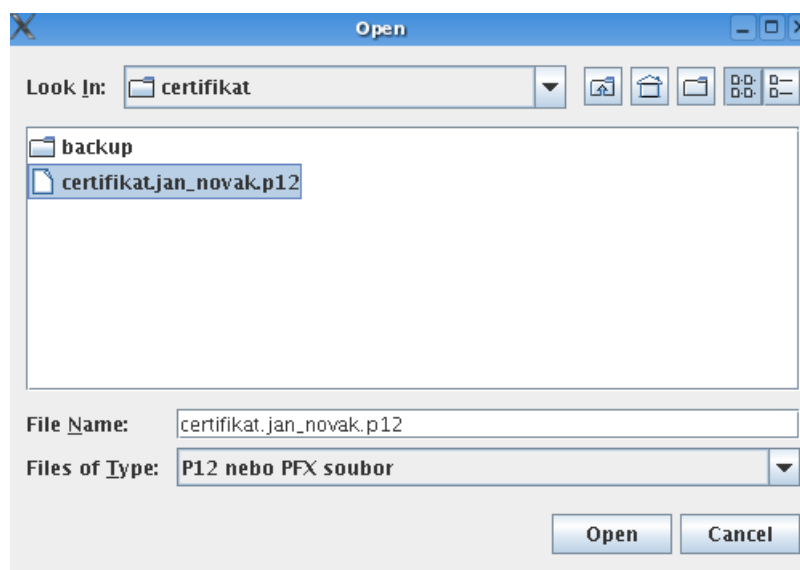 Open
Look In: certifikat
backup
certifikat.jan_novak.p12
File Name: certifikat.jan_novak.p12
Files of Type: P12 nebo PFX soubor
Open Cancel